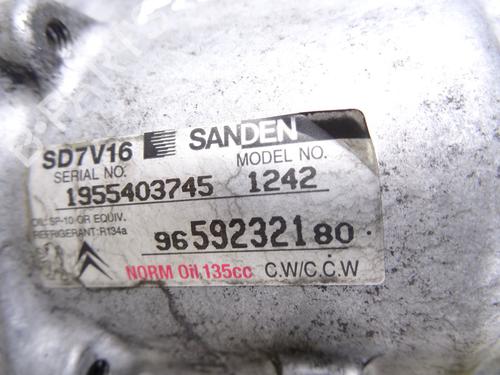 SD7V16 SANDEN
SERIAL NO. MODEL NO.
1955403745 1242
OIL: SP-10 OR EQUIV.
REFRIGERANT: R134a
9659232180
NORM Oil,135cc C.W/C.C.W